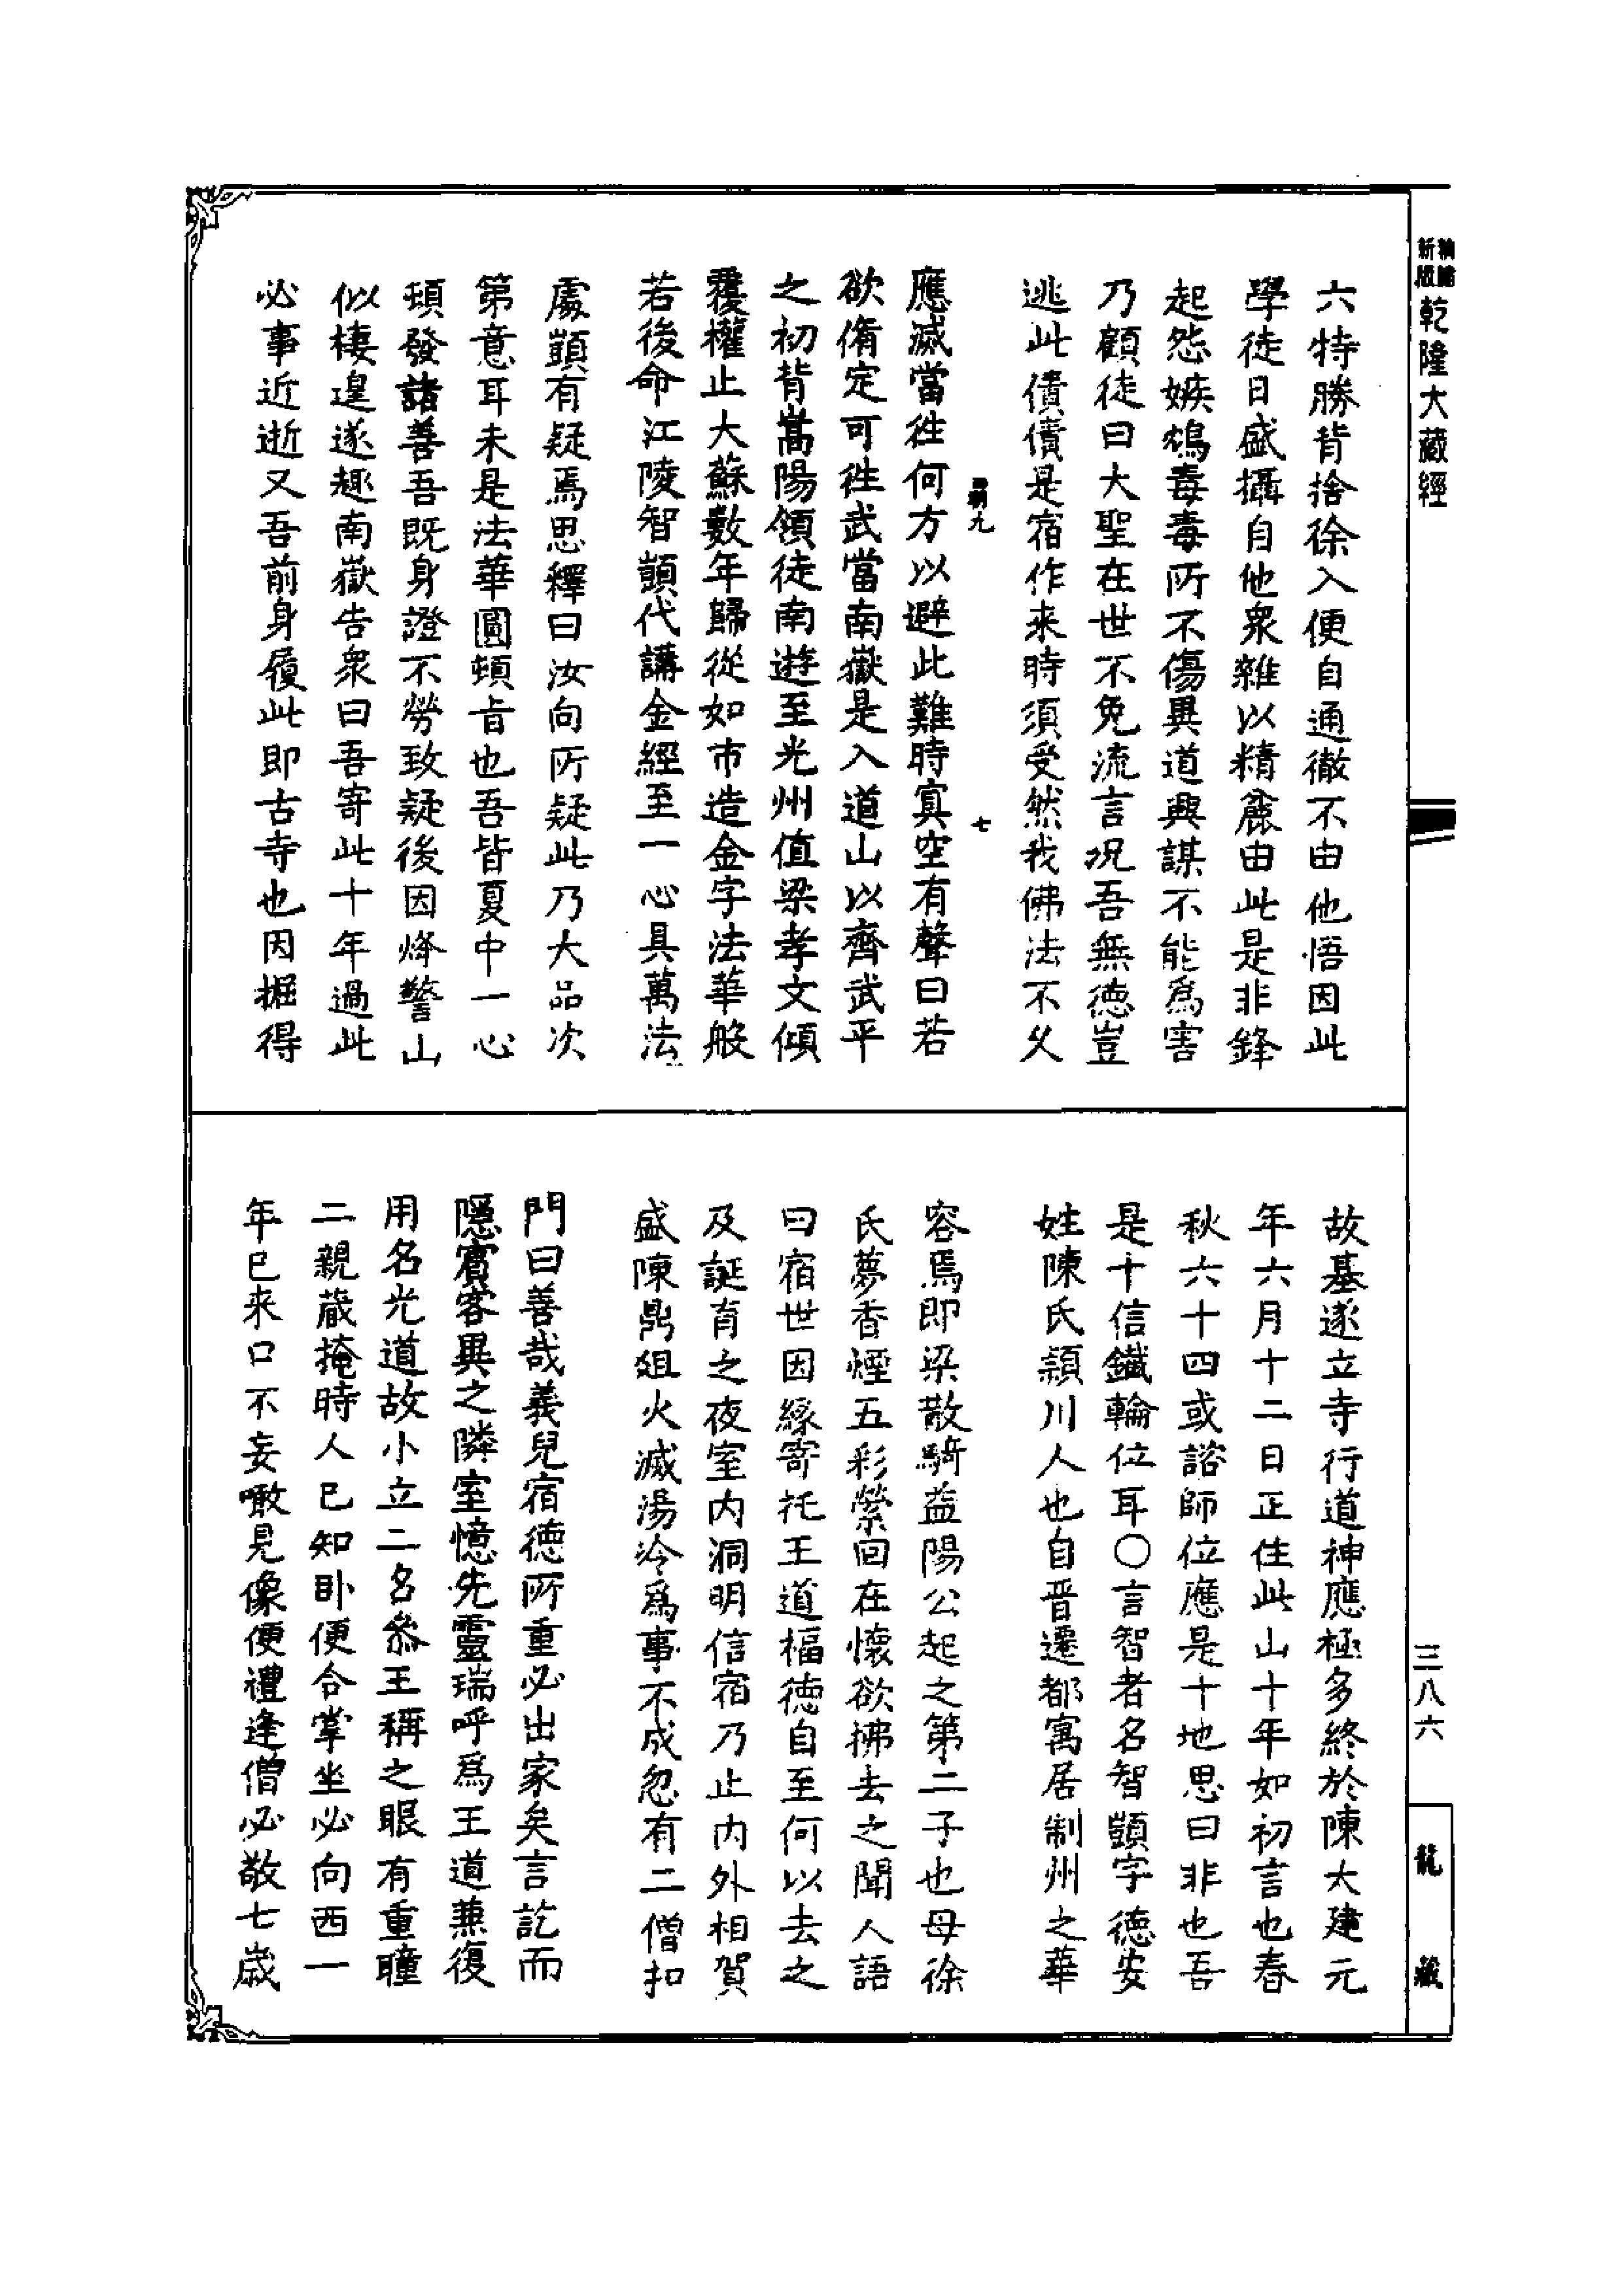 乾隆大藏經
六特勝背捨徐入便自通徹不由他悟因此
學徒日盛攝自他衆雜以精麁由此是非鋒
起怨嫉鴆毒毒所不傷異道興謀不能爲害
乃顧徒曰大聖在世不免流言況吾無德豈
逃此債債是宿作来時須受然我佛法不久
應滅當徃何方以避此難時冥空有聲曰若
欲脩定可徃武當南嶽是入道山以齊武平
之初背嵩陽領徒南遊至光州值梁孝文傾
覆權止大蘇數年歸從如市造金字法華般
若後命江陵智顗代講金經至一心具萬法
處顗有疑焉思釋曰汝向所疑此乃大品次
第意耳未是法華圓頓旨也吾昔夏中一心
頓發諸善吾既身證不勞致疑後因烽警山
似棲遑遂趣南嶽告衆曰吾寄此十年過此
必事近逝又吾前身履此即古寺也因掘得
故基遂立寺行道神應極多終於陳大建元
年六月十二日正住此山十年如初言也春
秋六十四或諮師位應是十地思曰非也吾
是十信鐵輪位耳○言智者名智顗字德安
姓陳氏潁川人也自晋遷都寓居制州之華
容焉即梁散騎益陽公起之第二子也母徐
氏夢香煙五彩縈回在懷欲拂去之聞人語
曰宿世因緣寄托王道福德自至何以去之
及誕育之夜室内洞明信宿乃止内外相賀
盛陳鼎俎火滅湯冷爲事不成忽有二僧扣
門曰善哉義兒宿德所重必出家矣言訖而
隱賓客異之隣室憶先靈瑞呼爲王道兼復
用名光道故小立二名叅王稱之眼有重瞳
二親藏掩時人已知卧便合掌坐必向西一
年已来口不妄噉見像便禮逢僧必敬七歲
三八六
龍藏